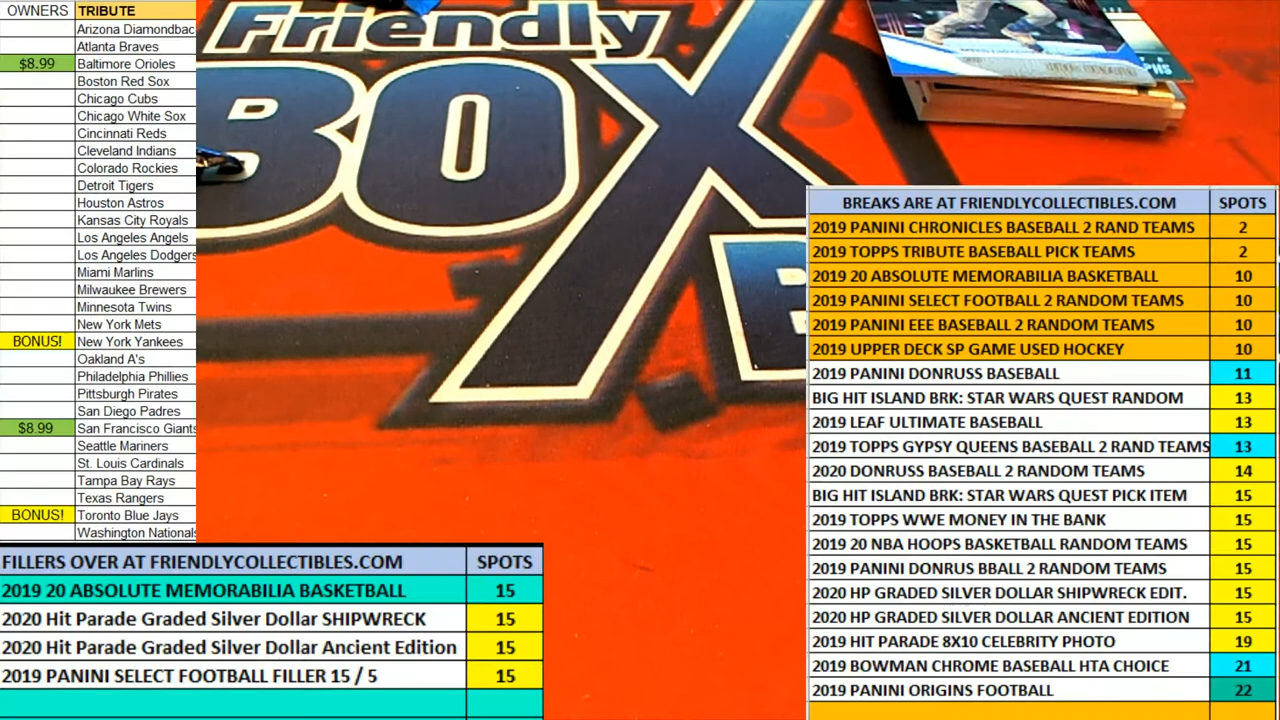 OWNERS TRIBUTE
Arizona Diamondbac
Atlanta Braves
$8.99 Baltimore Orioles
Boston Red Sox
Chicago Cubs
Chicago White Sox
Cincinnati Reds
Cleveland Indians
Colorado Rockies
Detroit Tigers
Houston Astros
Kansas City Royals
Los Angeles Angels
Los Angeles Dodgers
Miami Marlins
Milwaukee Brewers
Minnesota Twins
New York Mets
BONUS! New York Yankees
Oakland A's
Philadelphia Phillies
Pittsburgh Pirates
San Diego Padres
$8.99 San Francisco Giants
Seattle Mariners
St. Louis Cardinals
Tampa Bay Rays
Texas Rangers
BONUS! Toronto Blue Jays
Washington Nationals
Friendly
BOX
B
PHS
BREAKS ARE AT FRIENDLYCOLLECTIBLES.COM SPOTS
2019 PANINI CHRONICLES BASEBALL 2 RAND TEAMS 2
2019 TOPPS TRIBUTE BASEBALL PICK TEAMS 2
2019 20 ABSOLUTE MEMORABILIA BASKETBALL 10
2019 PANINI SELECT FOOTBALL 2 RANDOM TEAMS 10
2019 PANINI EEE BASEBALL 2 RANDOM TEAMS 10
2019 UPPER DECK SP GAME USED HOCKEY 10
2019 PANINI DONRUSS BASEBALL 11
BIG HIT ISLAND BRK: STAR WARS QUEST RANDOM 13
2019 LEAF ULTIMATE BASEBALL 13
2019 TOPPS GYPSY QUEENS BASEBALL 2 RAND TEAMS 13
2020 DONRUSS BASEBALL 2 RANDOM TEAMS 14
BIG HIT ISLAND BRK: STAR WARS QUEST PICK ITEM 15
2019 TOPPS WWE MONEY IN THE BANK 15
2019 20 NBA HOOPS BASKETBALL RANDOM TEAMS 15
2019 PANINI DONRUS BBALL 2 RANDOM TEAMS 15
2020 HP GRADED SILVER DOLLAR SHIPWRECK EDIT. 15
2020 HP GRADED SILVER DOLLAR ANCIENT EDITION 15
2019 HIT PARADE 8X10 CELEBRITY PHOTO 19
2019 BOWMAN CHROME BASEBALL HTA CHOICE 21
2019 PANINI ORIGINS FOOTBALL 22
FILLERS OVER AT FRIENDLYCOLLECTIBLES.COM SPOTS
2019 20 ABSOLUTE MEMORABILIA BASKETBALL 15
2020 Hit Parade Graded Silver Dollar SHIPWRECK 15
2020 Hit Parade Graded Silver Dollar Ancient Edition 15
2019 PANINI SELECT FOOTBALL FILLER 15 / 5 15